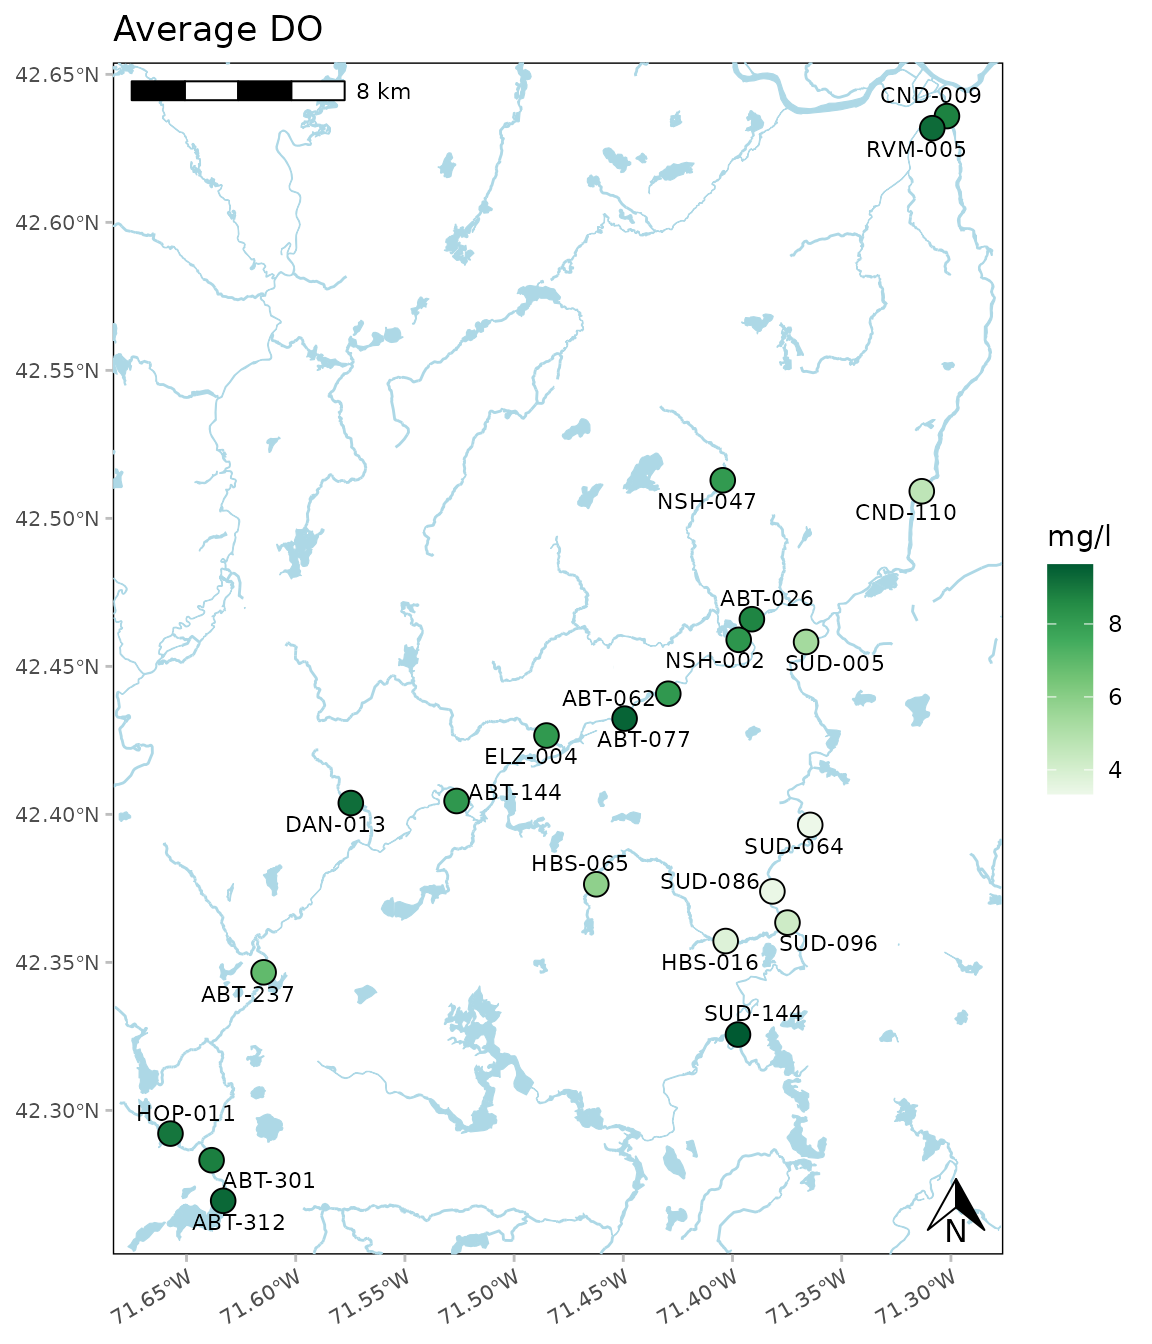 Average DO
42.65°N
8 km
CND-009
RVM-005
42.60°N
42.55°N
NSH-047
CND-110
42.50°N
mg/l
ABT-026
8
NSH-002
SUD-005
42.45°N
ABT-062
6
ABT-077
ELZ-004
4
ABT-144
42.40°N
DAN-013
SUD-064
HBS-065
SUD-086
SUD-096
HBS-016
42.35°N
ABT-237
SUD-144
42.30°N
HOP-011
ABT-301
ABT-312
N
71.65°W
71.60°W
71.55°W
71.50°W
71.45°W
71.40°W
71.35°W
71.30°W